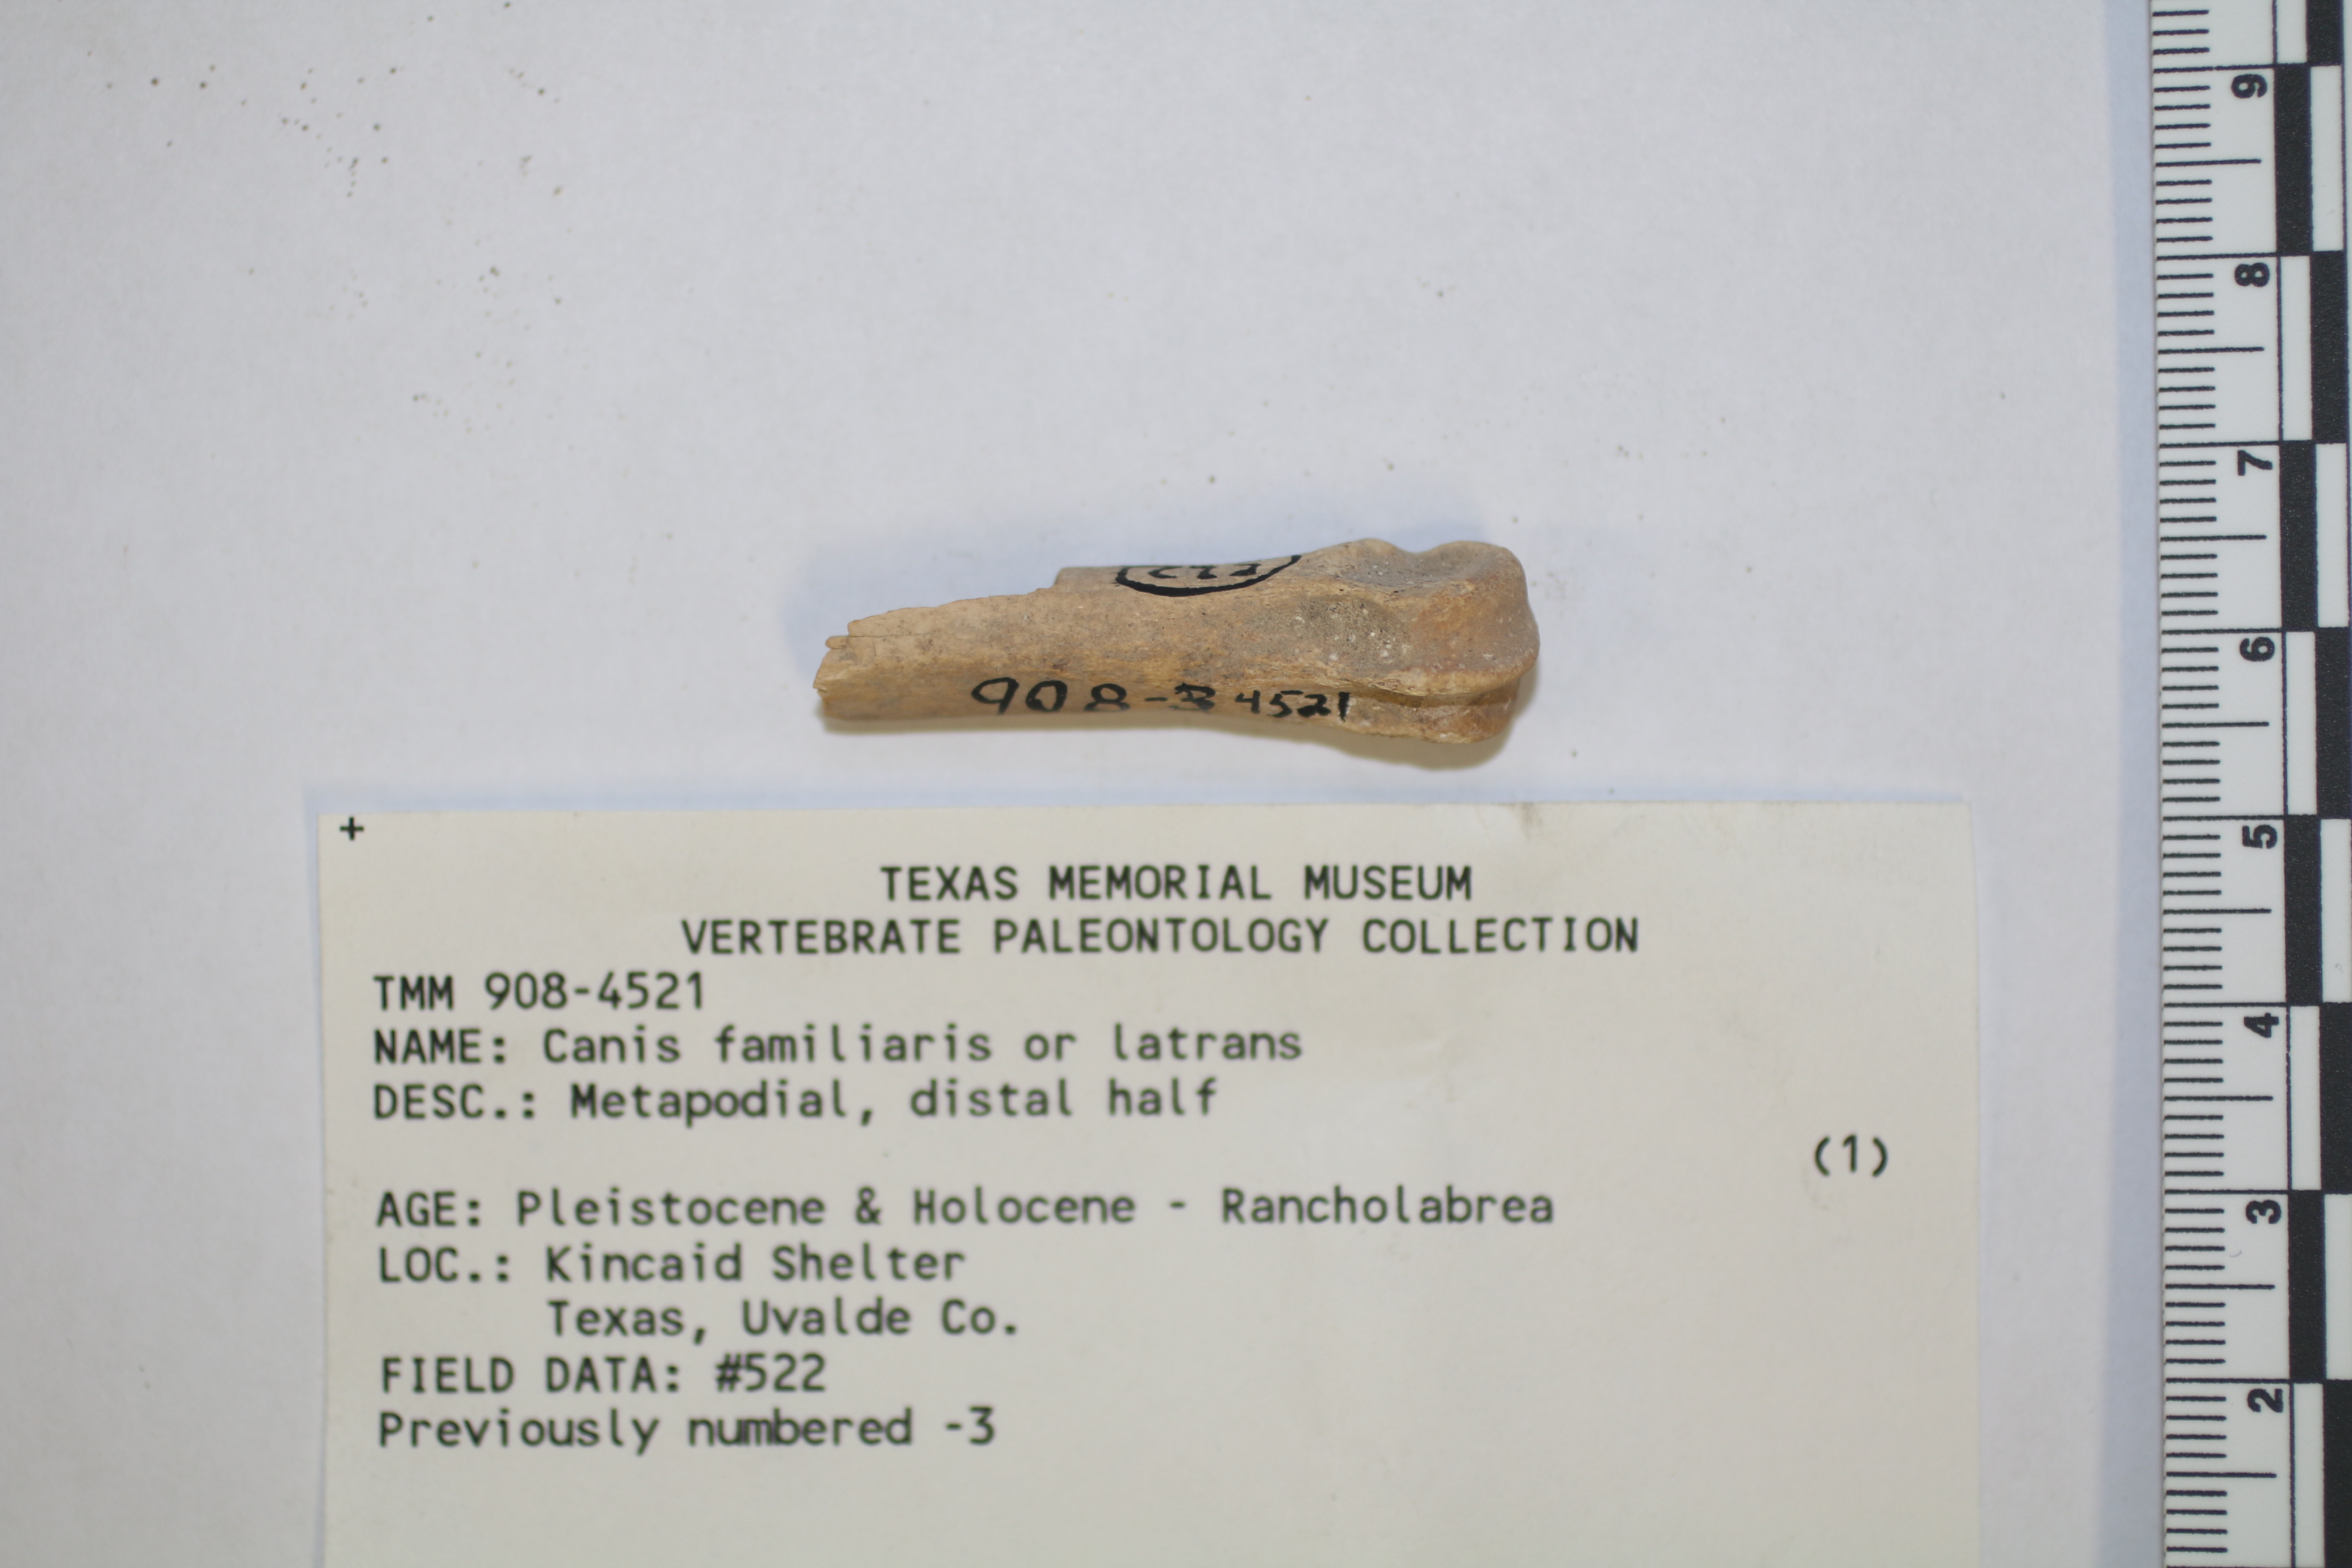 908-3 4521
+
TEXAS MEMORIAL MUSEUM
VERTEBRATE PALEONTOLOGY COLLECTION
TMM 908-4521
NAME: Canis familiaris or latrans
DESC.: Metapodial, distal half
(1)
AGE: Pleistocene & Holocene - Rancholabrea
LOC.: Kincaid Shelter
Texas, Uvalde Co.
FIELD DATA: #522
Previously numbered -3
9
8
7
6
5
4
3
2